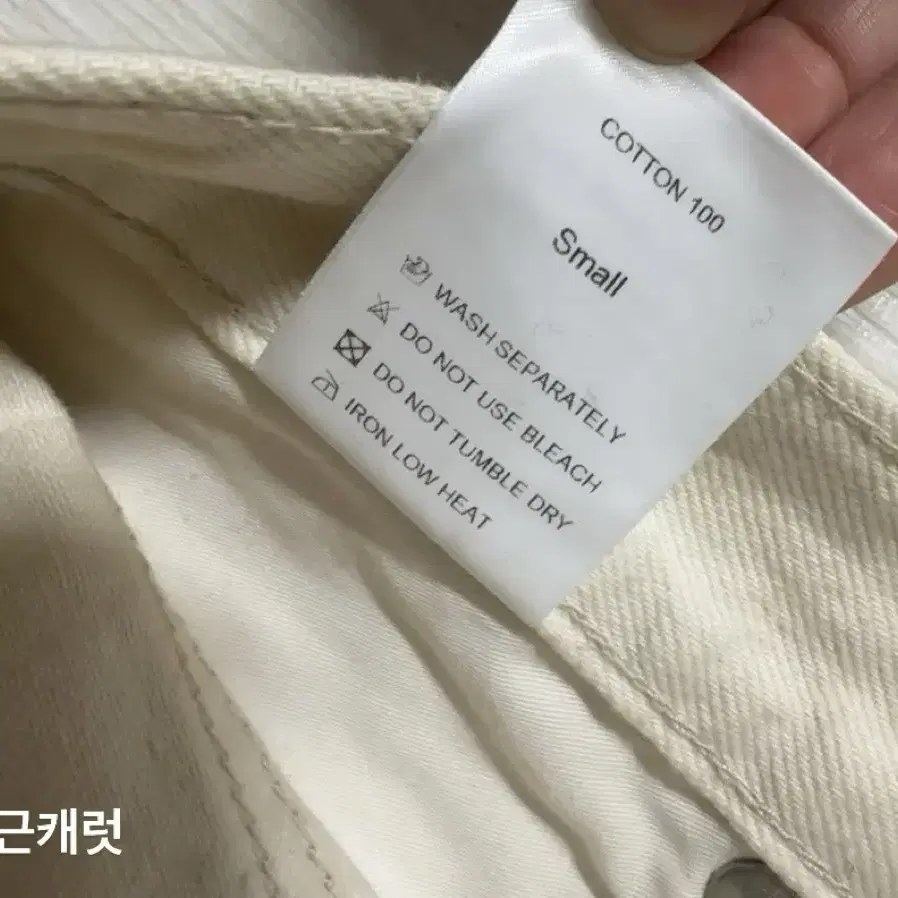 COTTON 100
Small
WASH SEPARATELY
DO NOT USE BLEACH
DO NOT TUMBLE DRY
IRON LOW HEAT
근캐럿